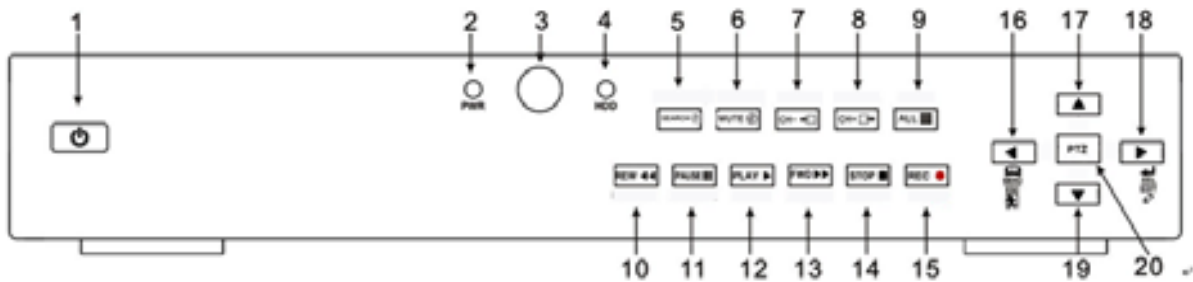 1 2 3 4 5 6 7 8 9 16 17 18
PWR HDD
SEARCH MUTE CH- CH+ ALL
PTZ
REW PAUSE PLAY FWD STOP REC
10 11 12 13 14 15 19 20